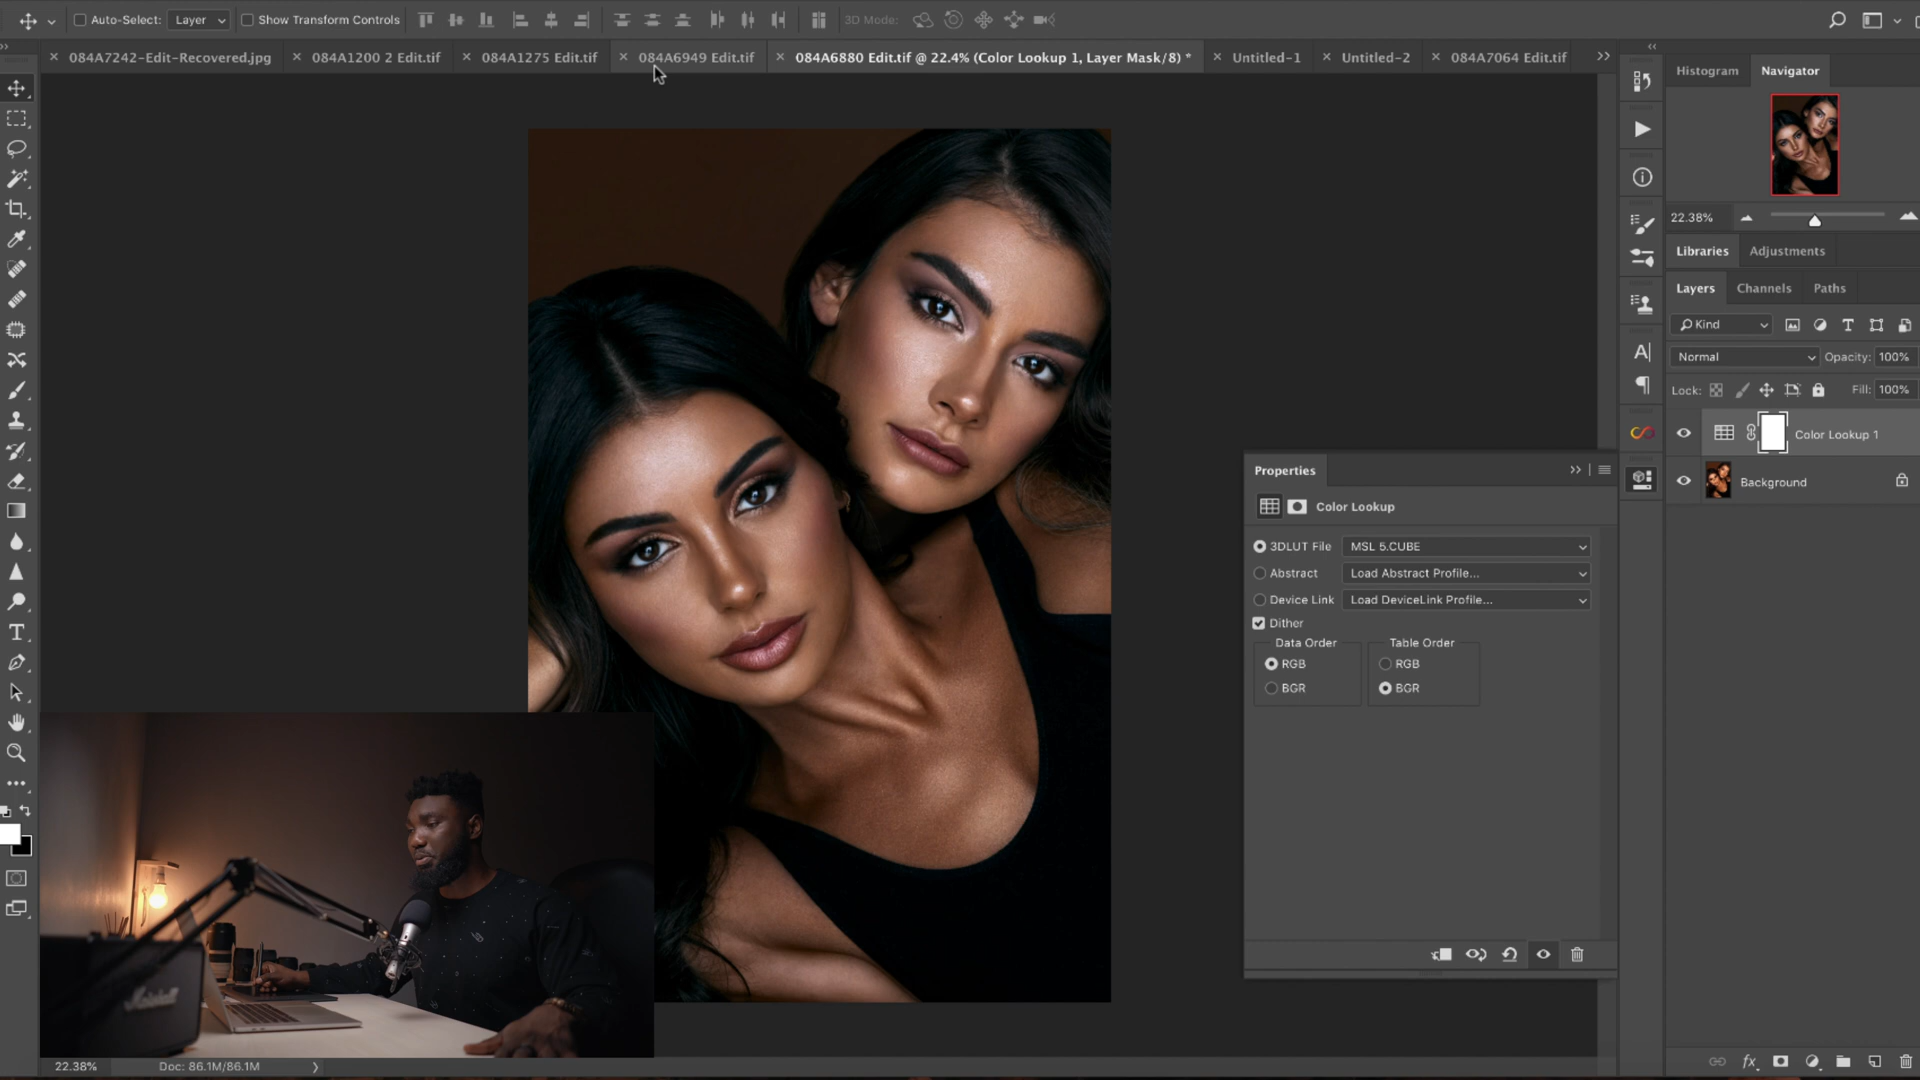 Auto-Select: Layer Show Transform Controls 3D Mode:
084A7242-Edit-Recovered.jpg 084A1200 2 Edit.tif 084A1275 Edit.tif 084A6949 Edit.tif 084A6880 Edit.tif @ 22.4% (Color Lookup 1, Layer Mask/8) * Untitled-1 Untitled-2 084A7064 Edit.tif
Histogram Navigator
22.38%
Libraries Adjustments
Layers Channels Paths
Kind
Normal Opacity: 100%
Lock: Fill: 100%
Color Lookup 1
Background
Properties
Color Lookup
3DLUT File MSL 5.CUBE
Abstract Load Abstract Profile...
Device Link Load DeviceLink Profile...
Dither
Data Order Table Order
RGB RGB
BGR BGR
Marshall
22.38% Doc: 86.1M/86.1M